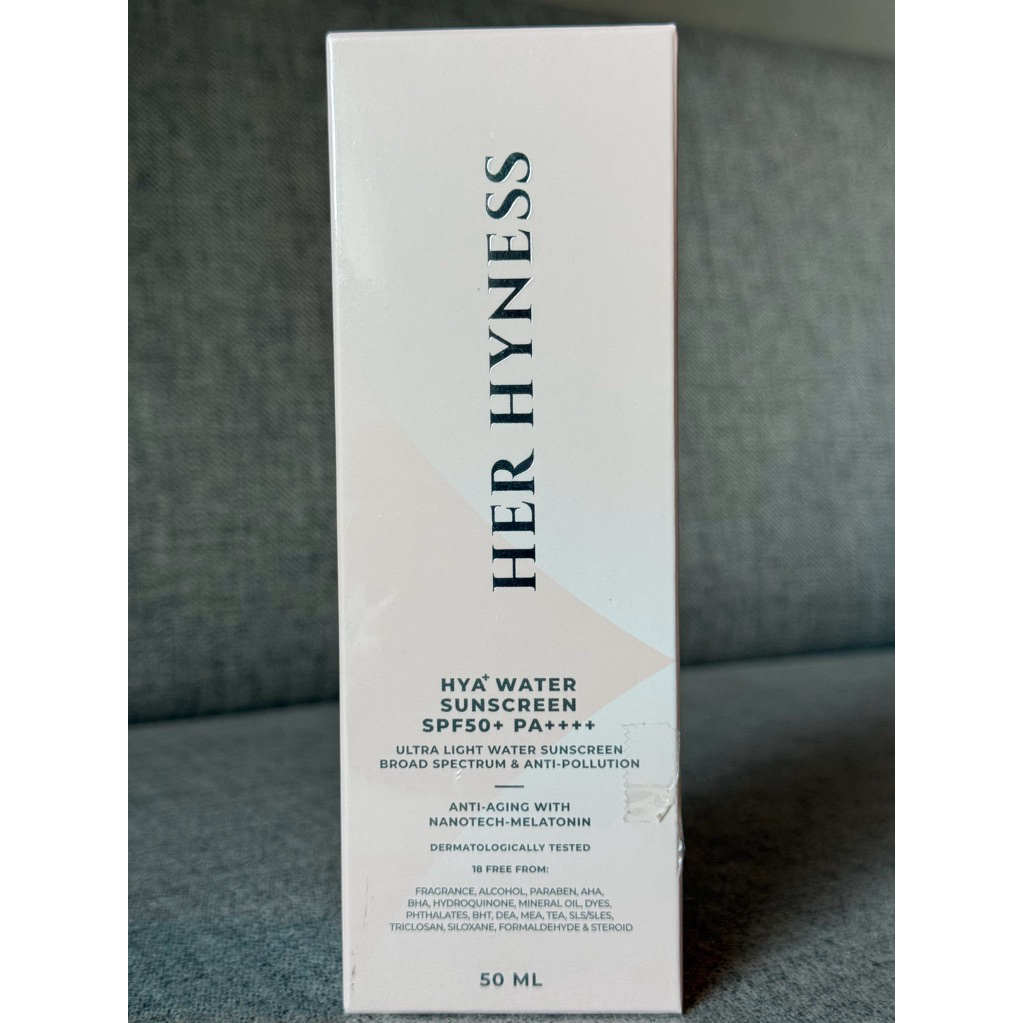 HER HYNESS
HYA+ WATER
SUNSCREEN
SPF50+ PA++++
ULTRA LIGHT WATER SUNSCREEN
BROAD SPECTRUM & ANTI-POLLUTION
ANTI-AGING WITH
NANOTECH-MELATONIN
DERMATOLOGICALLY TESTED
18 FREE FROM:
FRAGRANCE, ALCOHOL, PARABEN, AHA,
BHA, HYDROQUINONE, MINERAL OIL, DYES,
PHTHALATES, BHT, DEA, MEA, TEA, SLS/SLES,
TRICLOSAN, SILOXANE, FORMALDEHYDE & STEROID
50 ML